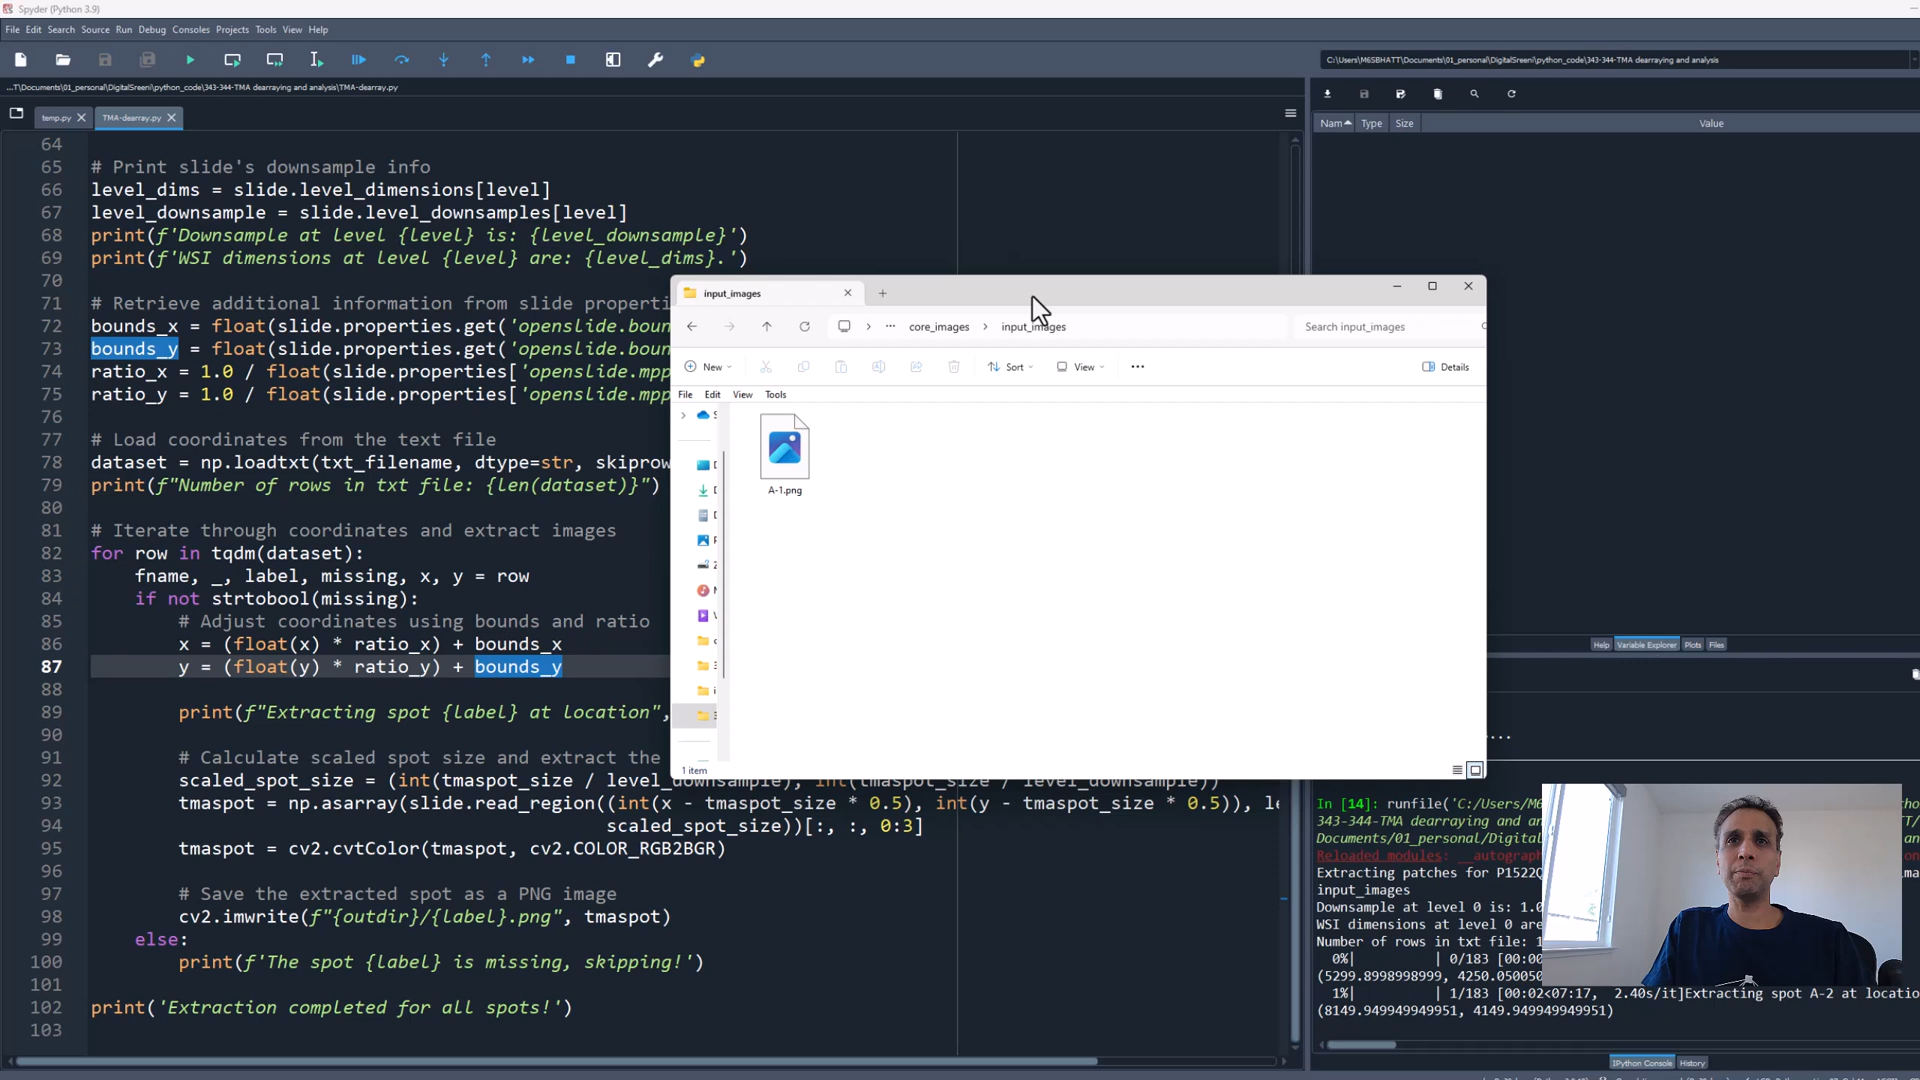 Spyder (Python 3.9)
File Edit Search Source Run Debug Consoles Projects Tools View Help
C:\Users\M6SBHATT\Documents\01_personal\DigitalSreeni\python_code\343-344-TMA dearraying and analysis
...T\Documents\01_personal\DigitalSreeni\python_code\343-344-TMA dearraying and analysis\TMA-dearray.py
temp.py TMA-dearray.py
Nam Type Size Value
64
65 # Print slide's downsample info
66 level_dims = slide.level_dimensions[level]
67 level_downsample = slide.level_downsamples[level]
68 print(f'Downsample at level {level} is: {level_downsample}')
69 print(f'WSI dimensions at level {level} are: {level_dims}.')
70
71 # Retrieve additional information from slide properti
72 bounds_x = float(slide.properties.get('openslide.boun
73 bounds_y = float(slide.properties.get('openslide.boun
74 ratio_x = 1.0 / float(slide.properties['openslide.mpp
75 ratio_y = 1.0 / float(slide.properties['openslide.mpp
76
77 # Load coordinates from the text file
78 dataset = np.loadtxt(txt_filename, dtype=str, skiprow
79 print(f"Number of rows in txt file: {len(dataset)}")
80
81 # Iterate through coordinates and extract images
82 for row in tqdm(dataset):
83 fname, _, label, missing, x, y = row
84 if not strtobool(missing):
85 # Adjust coordinates using bounds and ratio
86 x = (float(x) * ratio_x) + bounds_x
87 y = (float(y) * ratio_y) + bounds_y
88
89 print(f"Extracting spot {label} at location",
90
91 # Calculate scaled spot size and extract the
92 scaled_spot_size = (int(tmaspot_size / level_downsample), int(tmaspot_size / level_downsample))
93 tmaspot = np.asarray(slide.read_region((int(x - tmaspot_size * 0.5), int(y - tmaspot_size * 0.5)), le
94 scaled_spot_size))[:, :, 0:3]
95 tmaspot = cv2.cvtColor(tmaspot, cv2.COLOR_RGB2BGR)
96
97 # Save the extracted spot as a PNG image
98 cv2.imwrite(f"{outdir}/{label}.png", tmaspot)
99 else:
100 print(f'The spot {label} is missing, skipping!')
101
102 print('Extraction completed for all spots!')
103
input_images
core_images input_images
Search input_images
New Sort View Details
File Edit View Tools
A-1.png
1 item
Help Variable Explorer Plots Files
In [14]: runfile('C:/Users/M6
343-344-TMA dearraying and an
Documents/01_personal/Digital
Reloaded modules: __autograph
Extracting patches for P1522Q
input_images
Downsample at level 0 is: 1.0
WSI dimensions at level 0 are
Number of rows in txt file: 1
0%| | 0/183 [00:00
(5299.8998998999, 4250.050050
1%| | 1/183 [00:02<07:17, 2.40s/it]Extracting spot A-2 at locatio
(8149.949949949951, 4149.949949949951)
IPython Console History